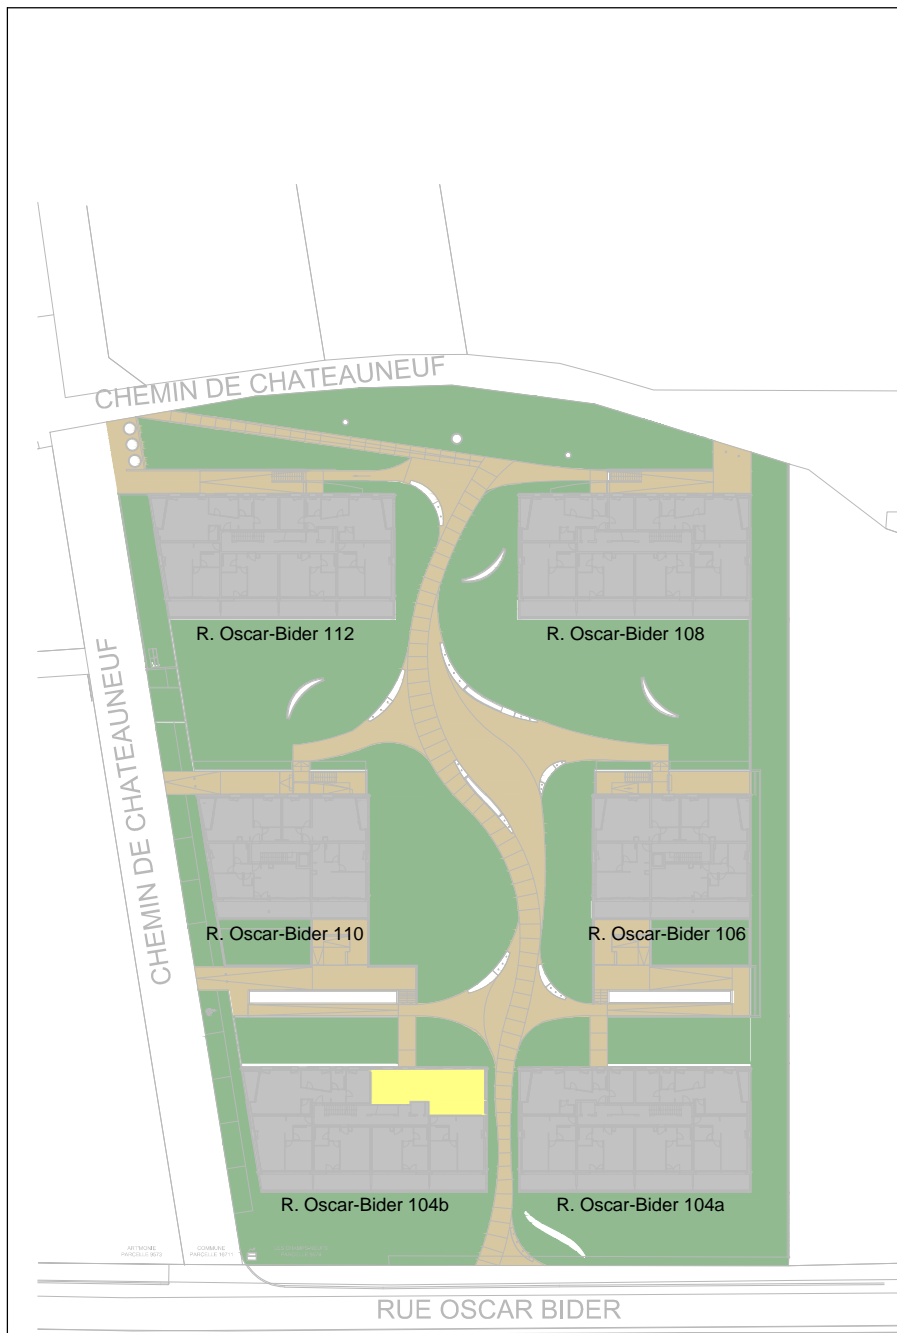 CHEMIN DE CHATEAUNEUF
R. Oscar-Bider 112
R. Oscar-Bider 108
CHEMIN DE CHATEAUNEUF
R. Oscar-Bider 110
R. Oscar-Bider 106
R. Oscar-Bider 104b
R. Oscar-Bider 104a
COMMUNE
RUE OSCAR BIDER